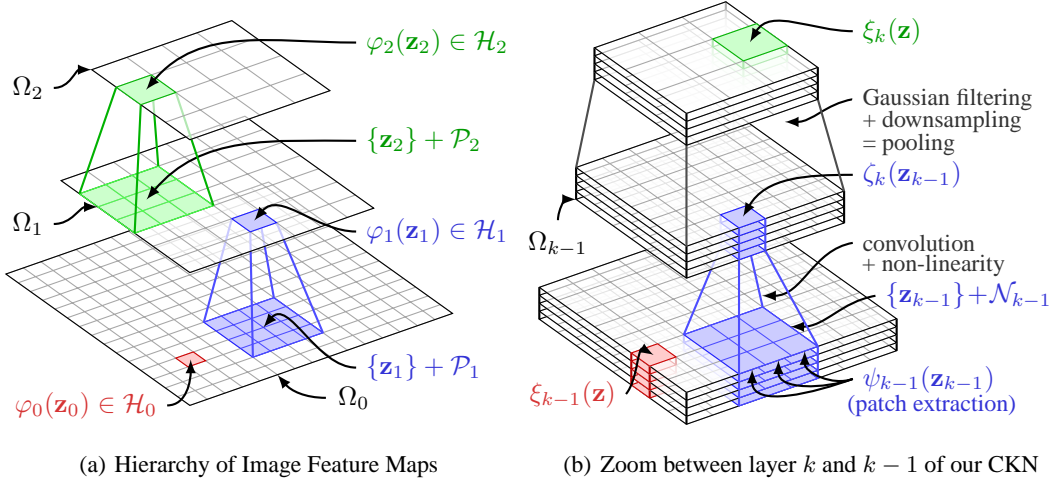 φ₂(z₂) ∈ H₂
Ω₂
{z₂} + P₂
Ω₁
φ₁(z₁) ∈ H₁
{z₁} + P₁
φ₀(z₀) ∈ H₀
Ω₀
(a) Hierarchy of Image Feature Maps
ξₖ(z)
Gaussian filtering
+ downsampling
= pooling
ζₖ(zₖ₋₁)
Ωₖ₋₁
convolution
+ non-linearity
{zₖ₋₁}+Nₖ₋₁
ξₖ₋₁(z)
ψₖ₋₁(zₖ₋₁)
(patch extraction)
(b) Zoom between layer k and k − 1 of our CKN